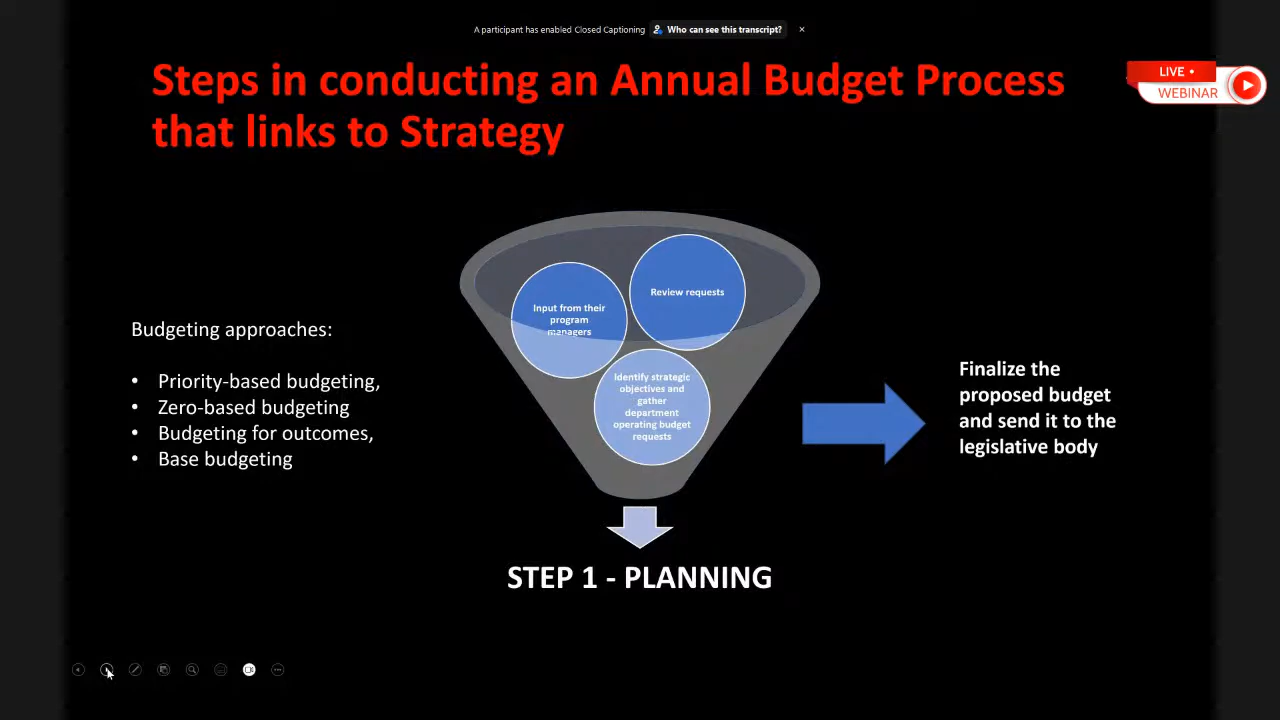 A participant has enabled Closed Captioning
Who can see this transcript?
Steps in conducting an Annual Budget Process
that links to Strategy
LIVE •
WEBINAR
Review requests
Input from their
program
managers
Identify strategic
objectives and
gather
department
operating budget
requests
Budgeting approaches:
• Priority-based budgeting,
• Zero-based budgeting
• Budgeting for outcomes,
• Base budgeting
Finalize the
proposed budget
and send it to the
legislative body
STEP 1 - PLANNING